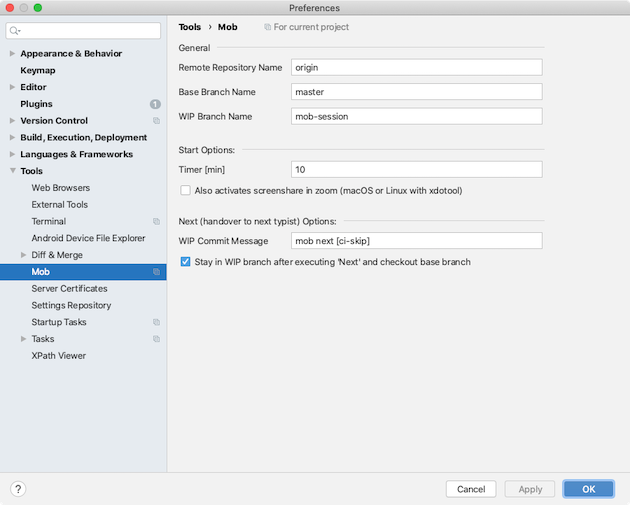 Preferences
Appearance & Behavior
Keymap
Editor
Plugins 1
Version Control
Build, Execution, Deployment
Languages & Frameworks
Tools
Web Browsers
External Tools
Terminal
Android Device File Explorer
Diff & Merge
Mob
Server Certificates
Settings Repository
Startup Tasks
Tasks
XPath Viewer
Tools › Mob For current project
General
Remote Repository Name origin
Base Branch Name master
WIP Branch Name mob-session
Start Options:
Timer [min] 10
Also activates screenshare in zoom (macOS or Linux with xdotool)
Next (handover to next typist) Options:
WIP Commit Message mob next [ci-skip]
Stay in WIP branch after executing 'Next' and checkout base branch
? Cancel Apply OK